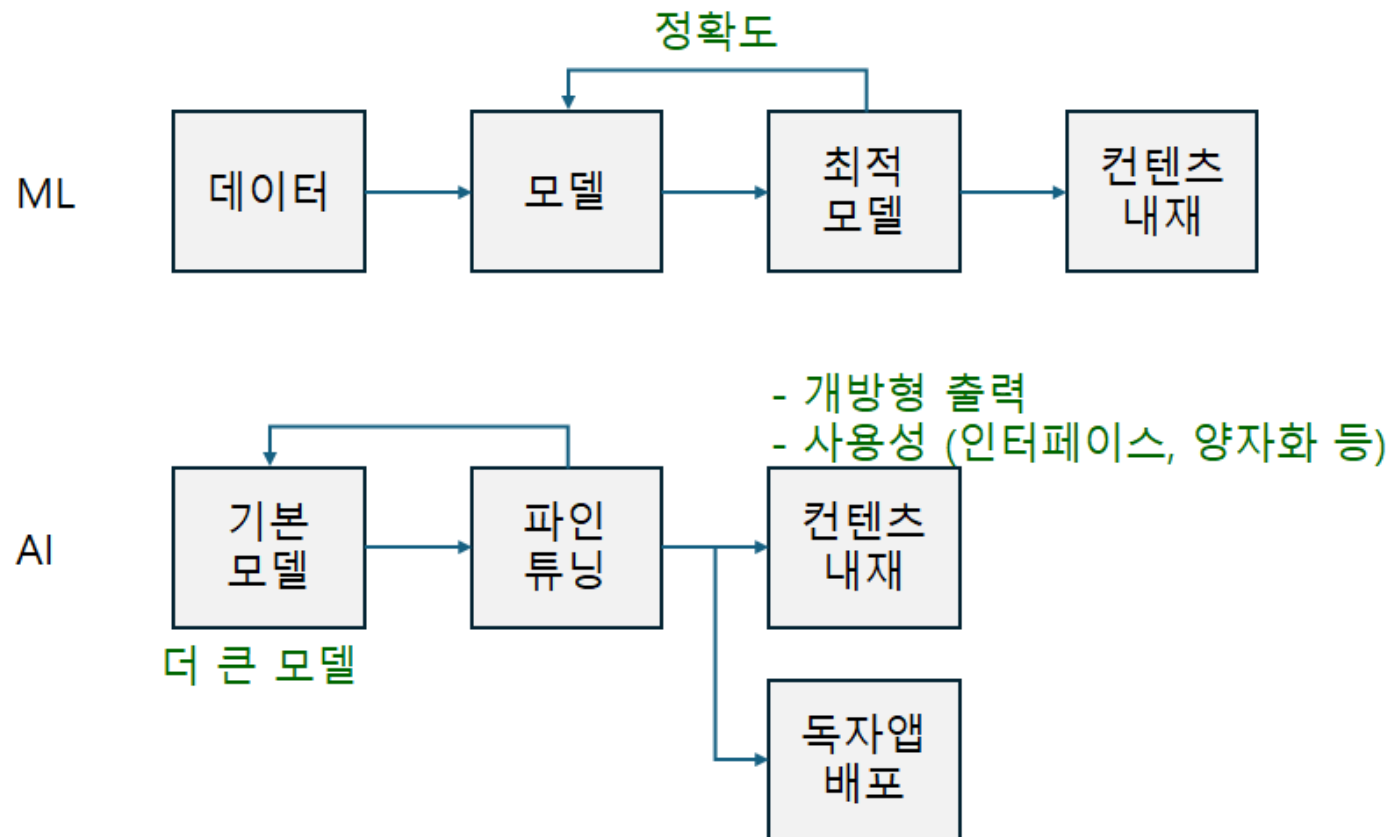 정확도
ML
데이터
모델
최적
모델
컨텐츠
내재
- 개방형 출력
- 사용성 (인터페이스, 양자화 등)
AI
기본
모델
파인
튜닝
컨텐츠
내재
더 큰 모델
독자앱
배포